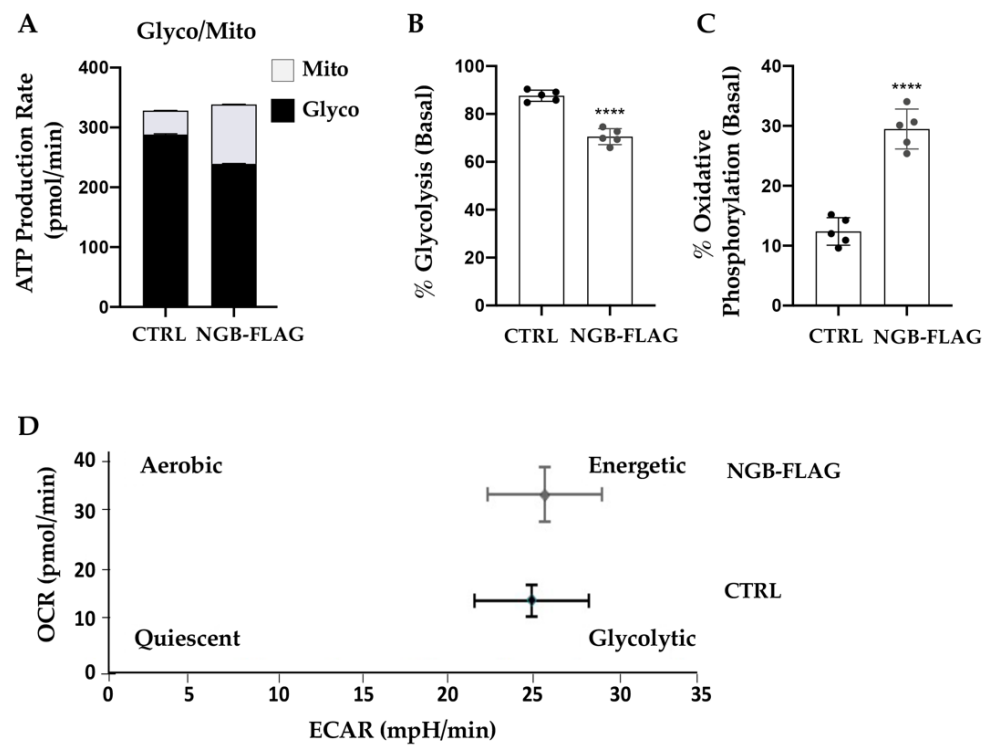 A
Glyco/Mito
Mito
Glyco
ATP Production Rate
(pmol/min)
400
300
200
100
0
CTRL NGB-FLAG
B
% Glycolysis (Basal)
100
80
60
40
20
0
****
CTRL NGB-FLAG
C
% Oxidative
Phosphorylation (Basal)
40
30
20
10
0
****
CTRL NGB-FLAG
D
OCR (pmol/min)
40
30
20
10
0
Aerobic
Energetic
NGB-FLAG
CTRL
Quiescent
Glycolytic
0 5 10 15 20 25 30 35
ECAR (mpH/min)